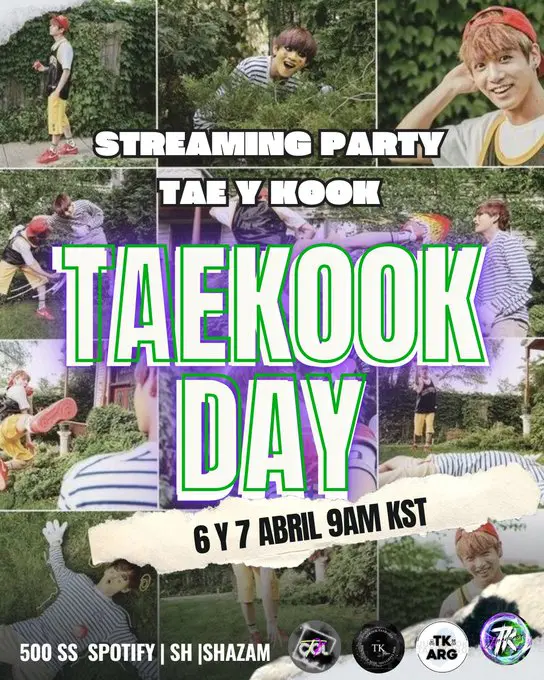 STREAMING PARTY
TAE Y KOOK
TAEKOOK
DAY
6 Y 7 ABRIL 9AM KST
500 SS SPOTIFY | SH |SHAZAM
TK
TK
ARG
TK